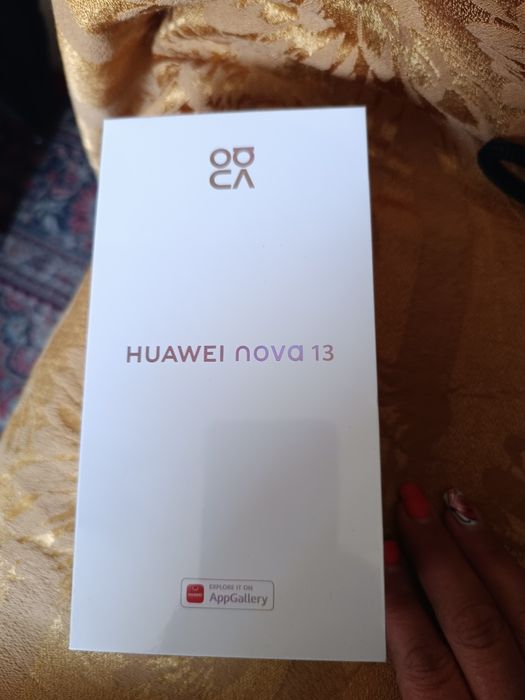 HUAWEI nova 13
EXPLORE IT ON
AppGallery